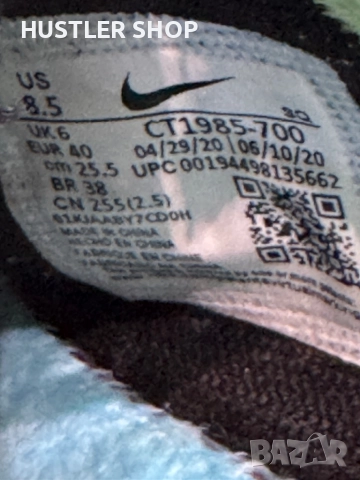 HUSTLER SHOP
US
8.5
UK 6
EUR 40
cm 25.5
BR 38
CN 255(2.5)
CT1985-700
04/29/20 06/10/20
UPC 00194498135662
MADE IN CHINA
HECHO EN CHINA
BAZAR